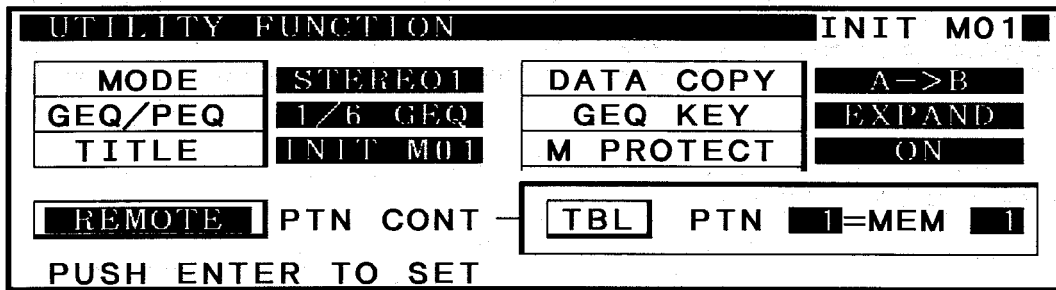 UTILITY FUNCTION INIT M01
MODE STEREO1 DATA COPY A->B
GEQ/PEQ 1/6 GEQ GEQ KEY EXPAND
TITLE INIT M01 M PROTECT ON
REMOTE PTN CONT TBL PTN 1=MEM 1
PUSH ENTER TO SET